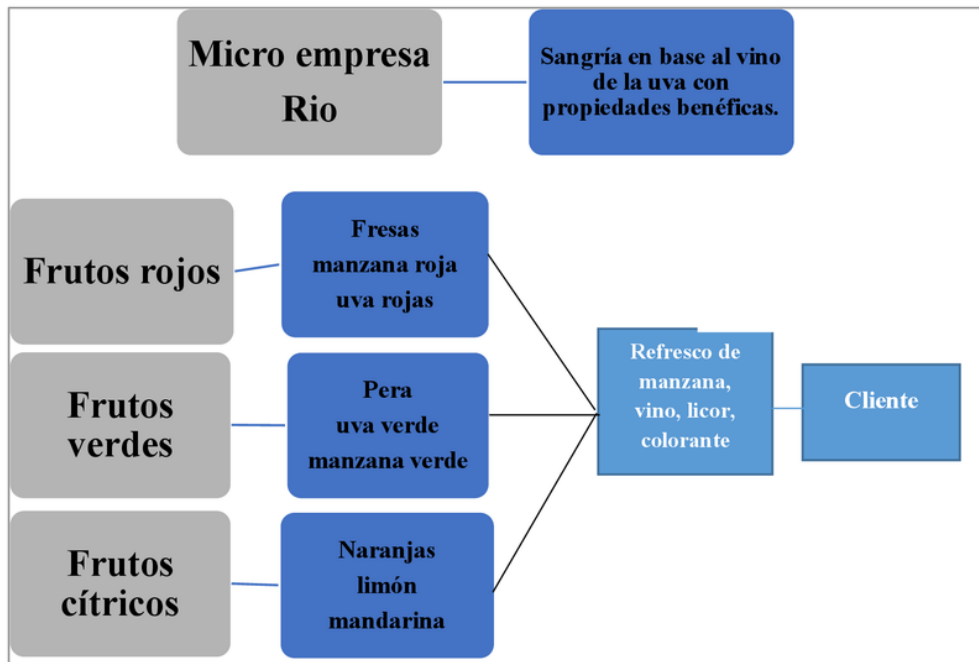 Micro empresa
Rio
Sangría en base al vino
de la uva con
propiedades benéficas.
Frutos rojos
Fresas
manzana roja
uva rojas
Frutos
verdes
Pera
uva verde
manzana verde
Frutos
cítricos
Naranjas
limón
mandarina
Refresco de
manzana,
vino, licor,
colorante
Cliente